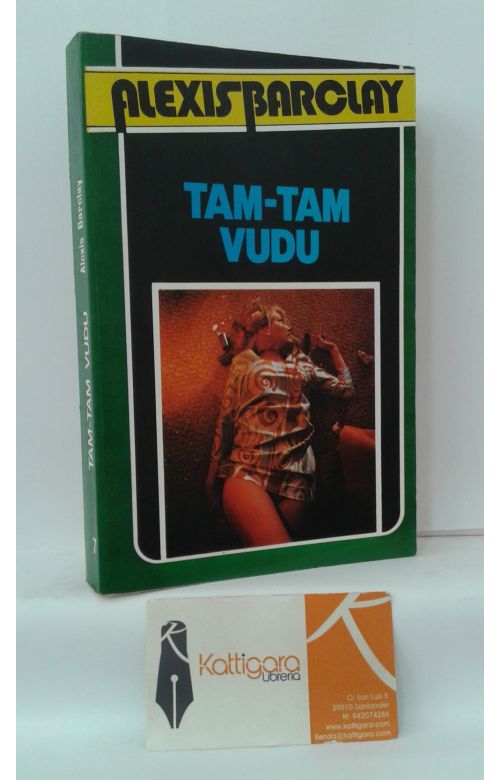 ALEXIS BARCLAY
TAM-TAM
VUDU
7 TAM-TAM VUDU Alexis Barclay
Kattigara
Librería
C/ San Luis 5
39010 Santander
tlf: 942074286
www.kattigara.com
tienda@kattigara.com